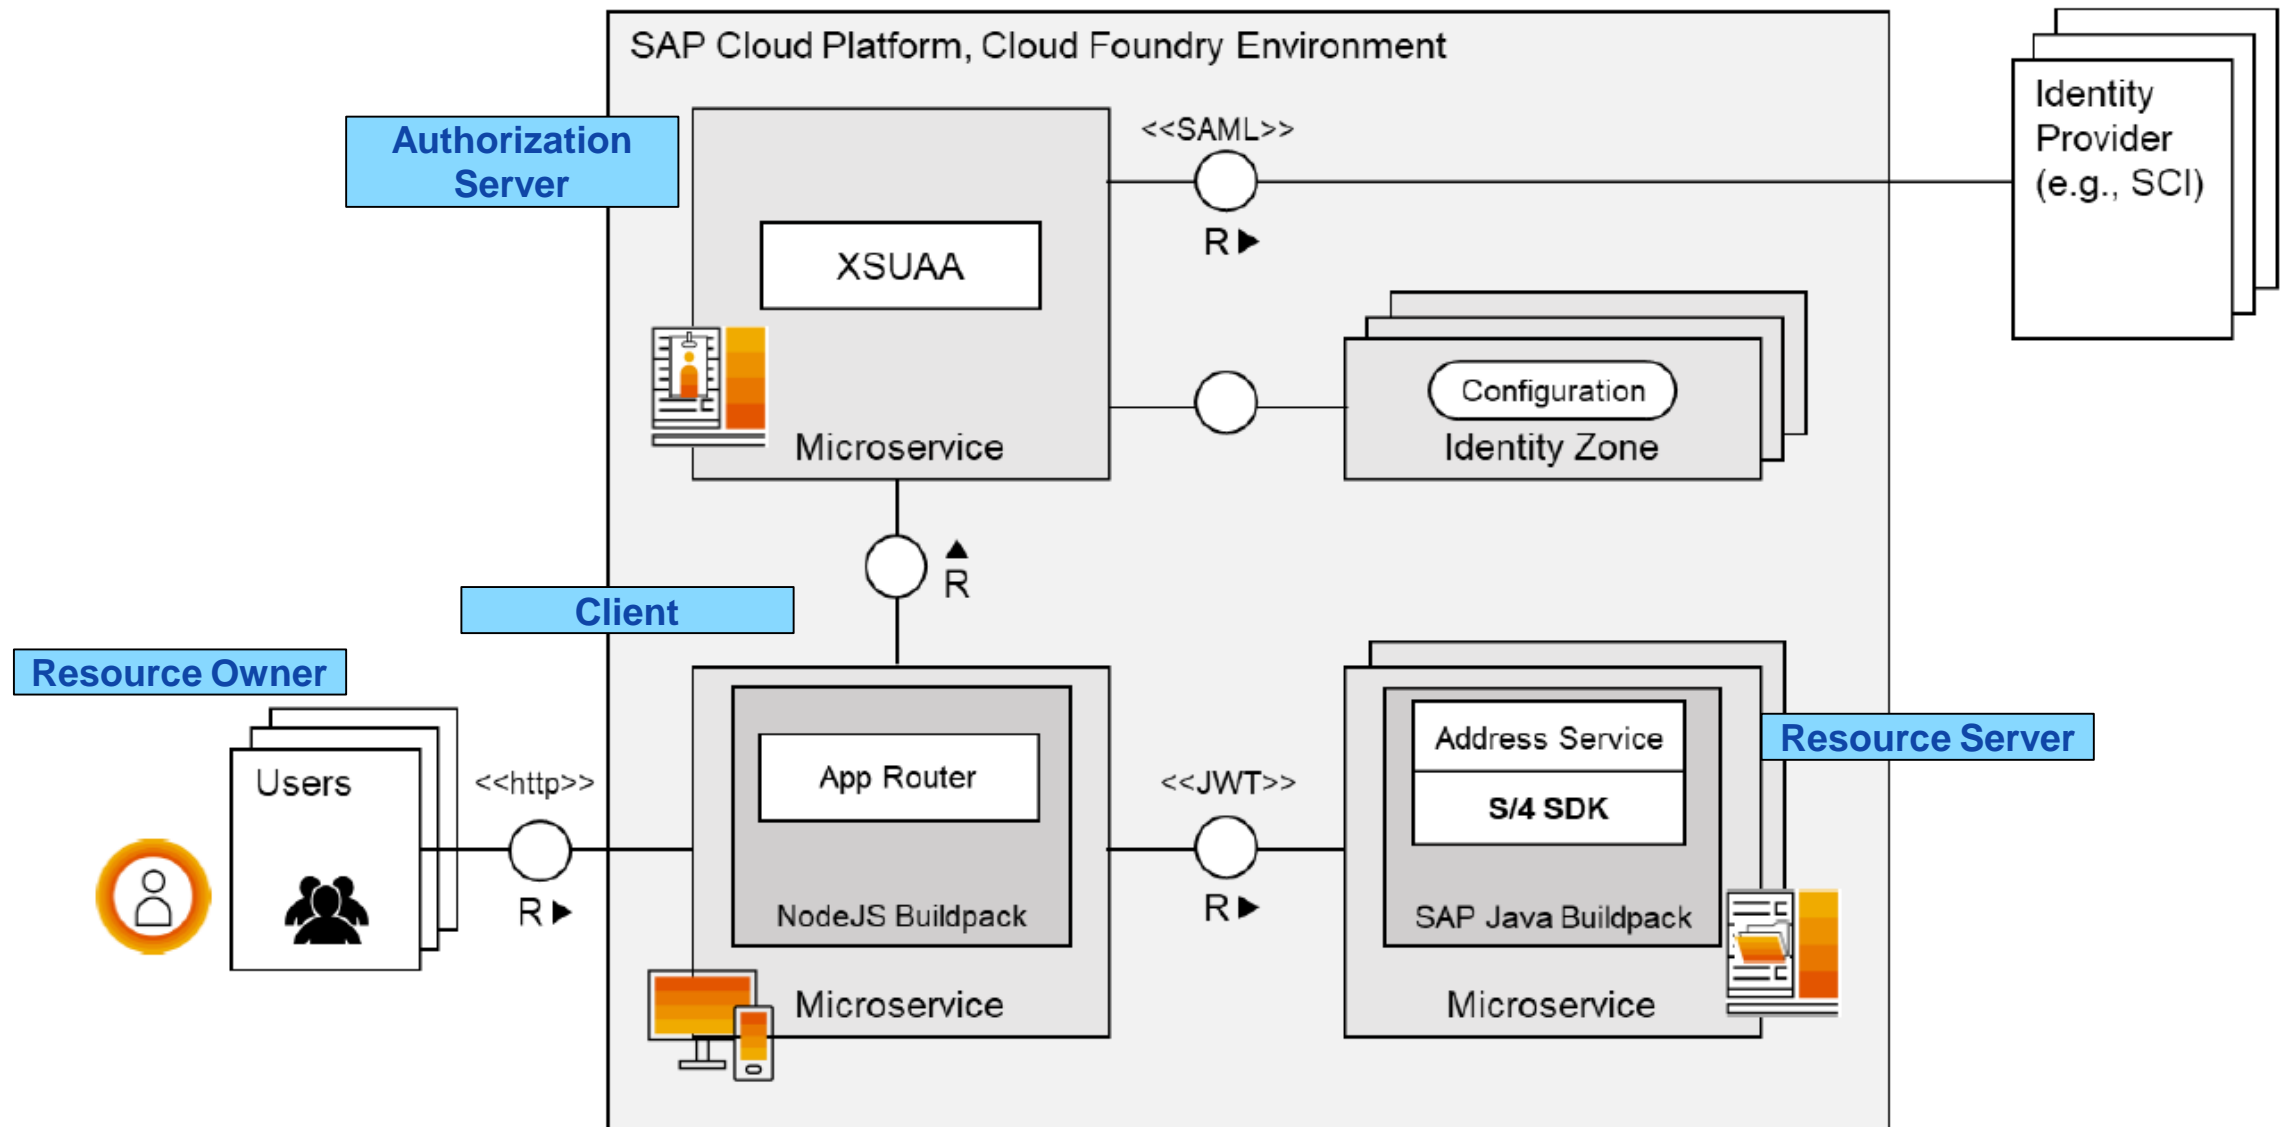 SAP Cloud Platform, Cloud Foundry Environment
Identity
Provider
(e.g., SCI)
Authorization
Server
<<SAML>>
R ▶
XSUAA
Microservice
Configuration
Identity Zone
▲
R
Client
Resource Owner
Users
<<http>>
R ▶
App Router
NodeJS Buildpack
Microservice
<<JWT>>
R ▶
Address Service
S/4 SDK
SAP Java Buildpack
Microservice
Resource Server